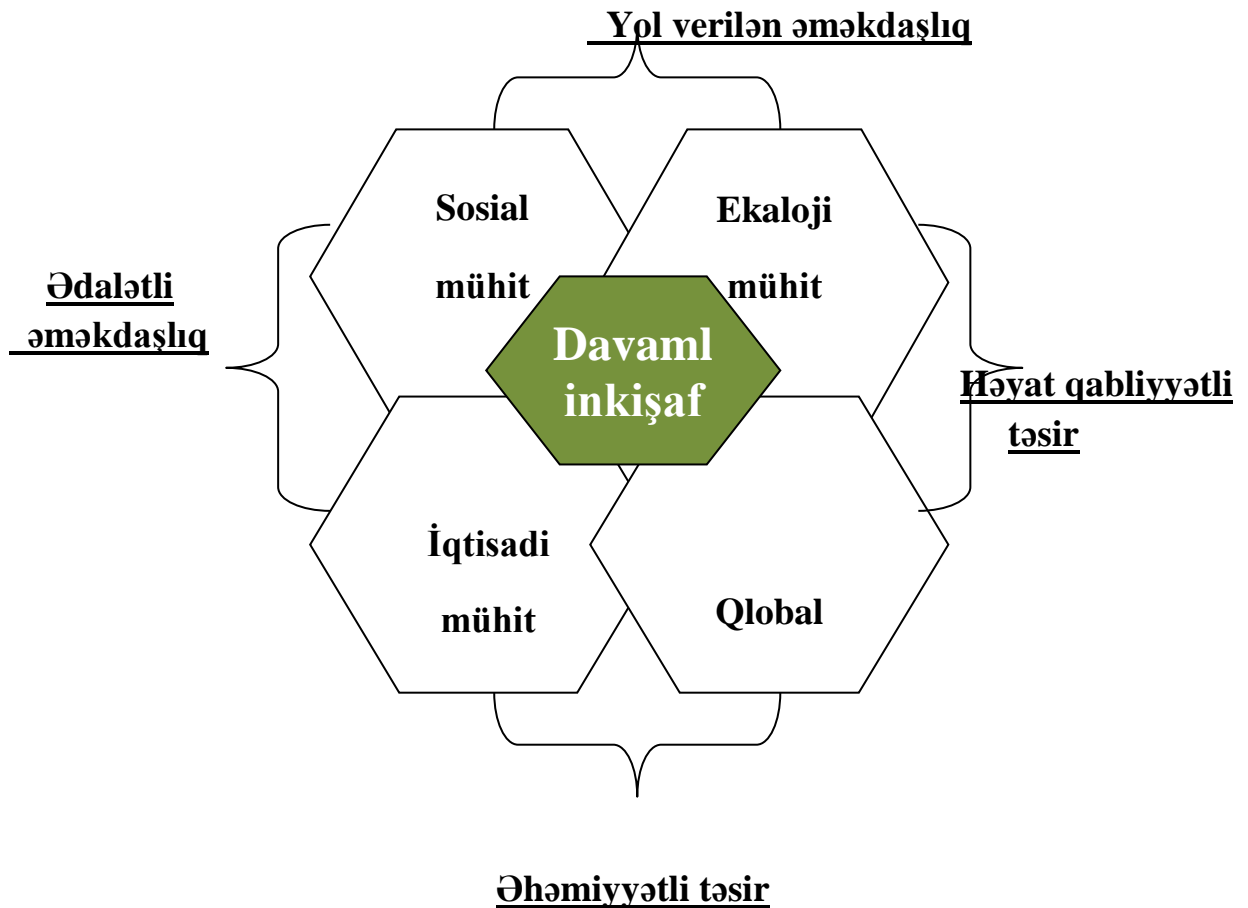 Yol verilən əməkdaşlıq
Sosial
mühit
Ekaloji
mühit
Ədalətli
əməkdaşlıq
Davaml
inkişaf
Həyat qabliyyətli
təsir
İqtisadi
mühit
Qlobal
Əhəmiyyətli təsir